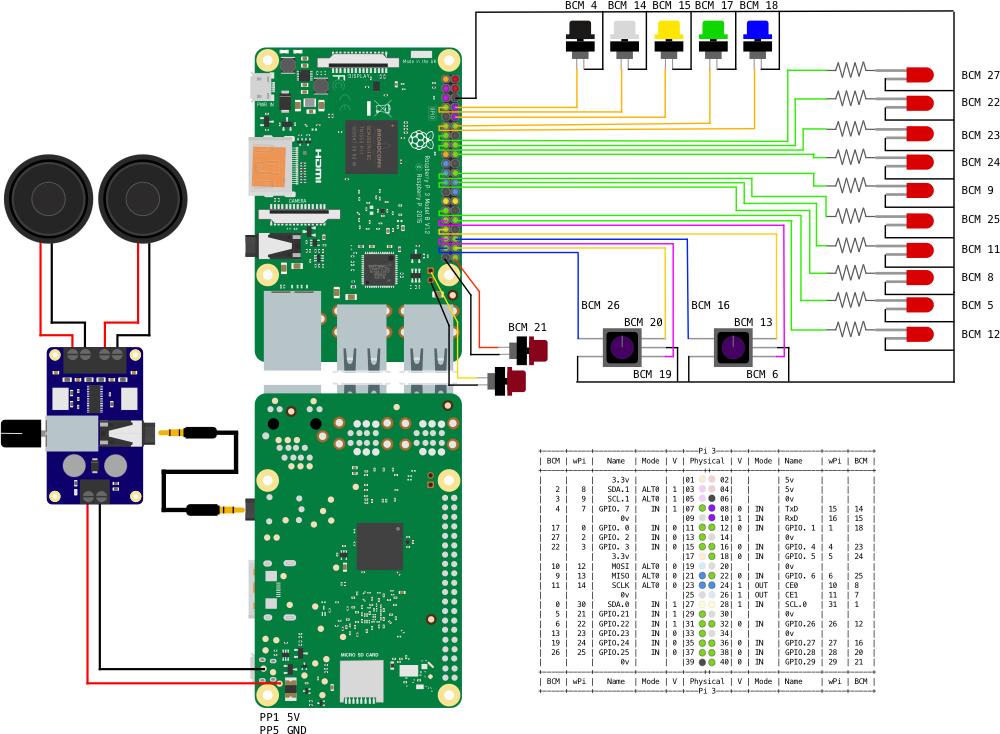 BCM 4 BCM 14 BCM 15 BCM 17 BCM 18
Made in the UK
DISPLAY
PWR IN
HDMI
BROADCOM
GPIO
CAMERA
Raspberry Pi 3 Model B V1.2
© Raspberry Pi 2015
BCM 27
BCM 22
BCM 23
BCM 24
BCM 9
BCM 25
BCM 11
BCM 8
BCM 5
BCM 12
BCM 26
BCM 20
BCM 16
BCM 13
BCM 21
BCM 19
BCM 6
MICRO SD CARD
PP1 5V
PP5 GND
Pi 3
| BCM | wPi | Name | Mode | V | Physical | V | Mode | Name | wPi | BCM |
3.3v 01 02 5v
2 8 SDA.1 ALT0 1 03 04 5v
3 9 SCL.1 ALT0 1 05 06 0v
4 7 GPIO. 7 IN 1 07 08 0 IN TxD 15 14
0v 09 10 1 IN RxD 16 15
17 0 GPIO. 0 IN 0 11 12 0 IN GPIO. 1 1 18
27 2 GPIO. 2 IN 0 13 14 0v
22 3 GPIO. 3 IN 0 15 16 0 IN GPIO. 4 4 23
3.3v 17 18 0 IN GPIO. 5 5 24
10 12 MOSI ALT0 0 19 20 0v
9 13 MISO ALT0 0 21 22 0 IN GPIO. 6 6 25
11 14 SCLK ALT0 0 23 24 1 OUT CE0 10 8
0v 25 26 1 OUT CE1 11 7
0 30 SDA.0 IN 1 27 28 1 IN SCL.0 31 1
5 21 GPIO.21 IN 1 29 30 0v
6 22 GPIO.22 IN 1 31 32 0 IN GPIO.26 26 12
13 23 GPIO.23 IN 0 33 34 0v
19 24 GPIO.24 IN 0 35 36 0 IN GPIO.27 27 16
26 25 GPIO.25 IN 0 37 38 0 IN GPIO.28 28 20
0v 39 40 0 IN GPIO.29 29 21
| BCM | wPi | Name | Mode | V | Physical | V | Mode | Name | wPi | BCM |
Pi 3